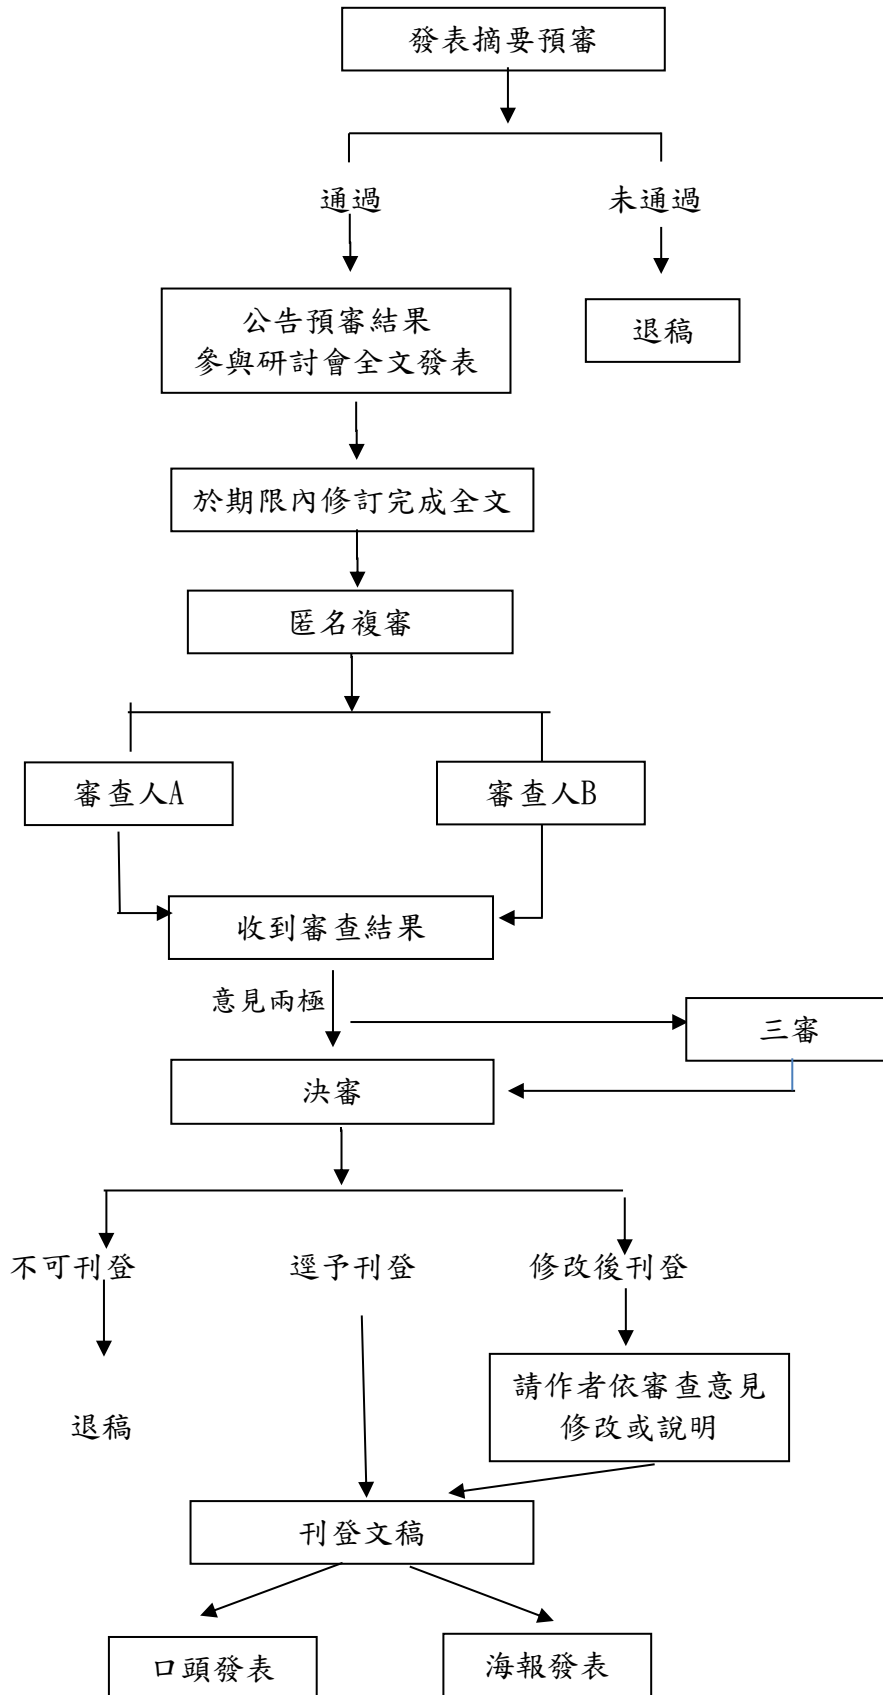 發表摘要預審
通過
未通過
公告預審結果
參與研討會全文發表
退稿
於期限內修訂完成全文
匿名複審
審查人A
審查人B
收到審查結果
意見兩極
三審
決審
不可刊登
逕予刊登
修改後刊登
請作者依審查意見
修改或說明
退稿
刊登文稿
口頭發表
海報發表